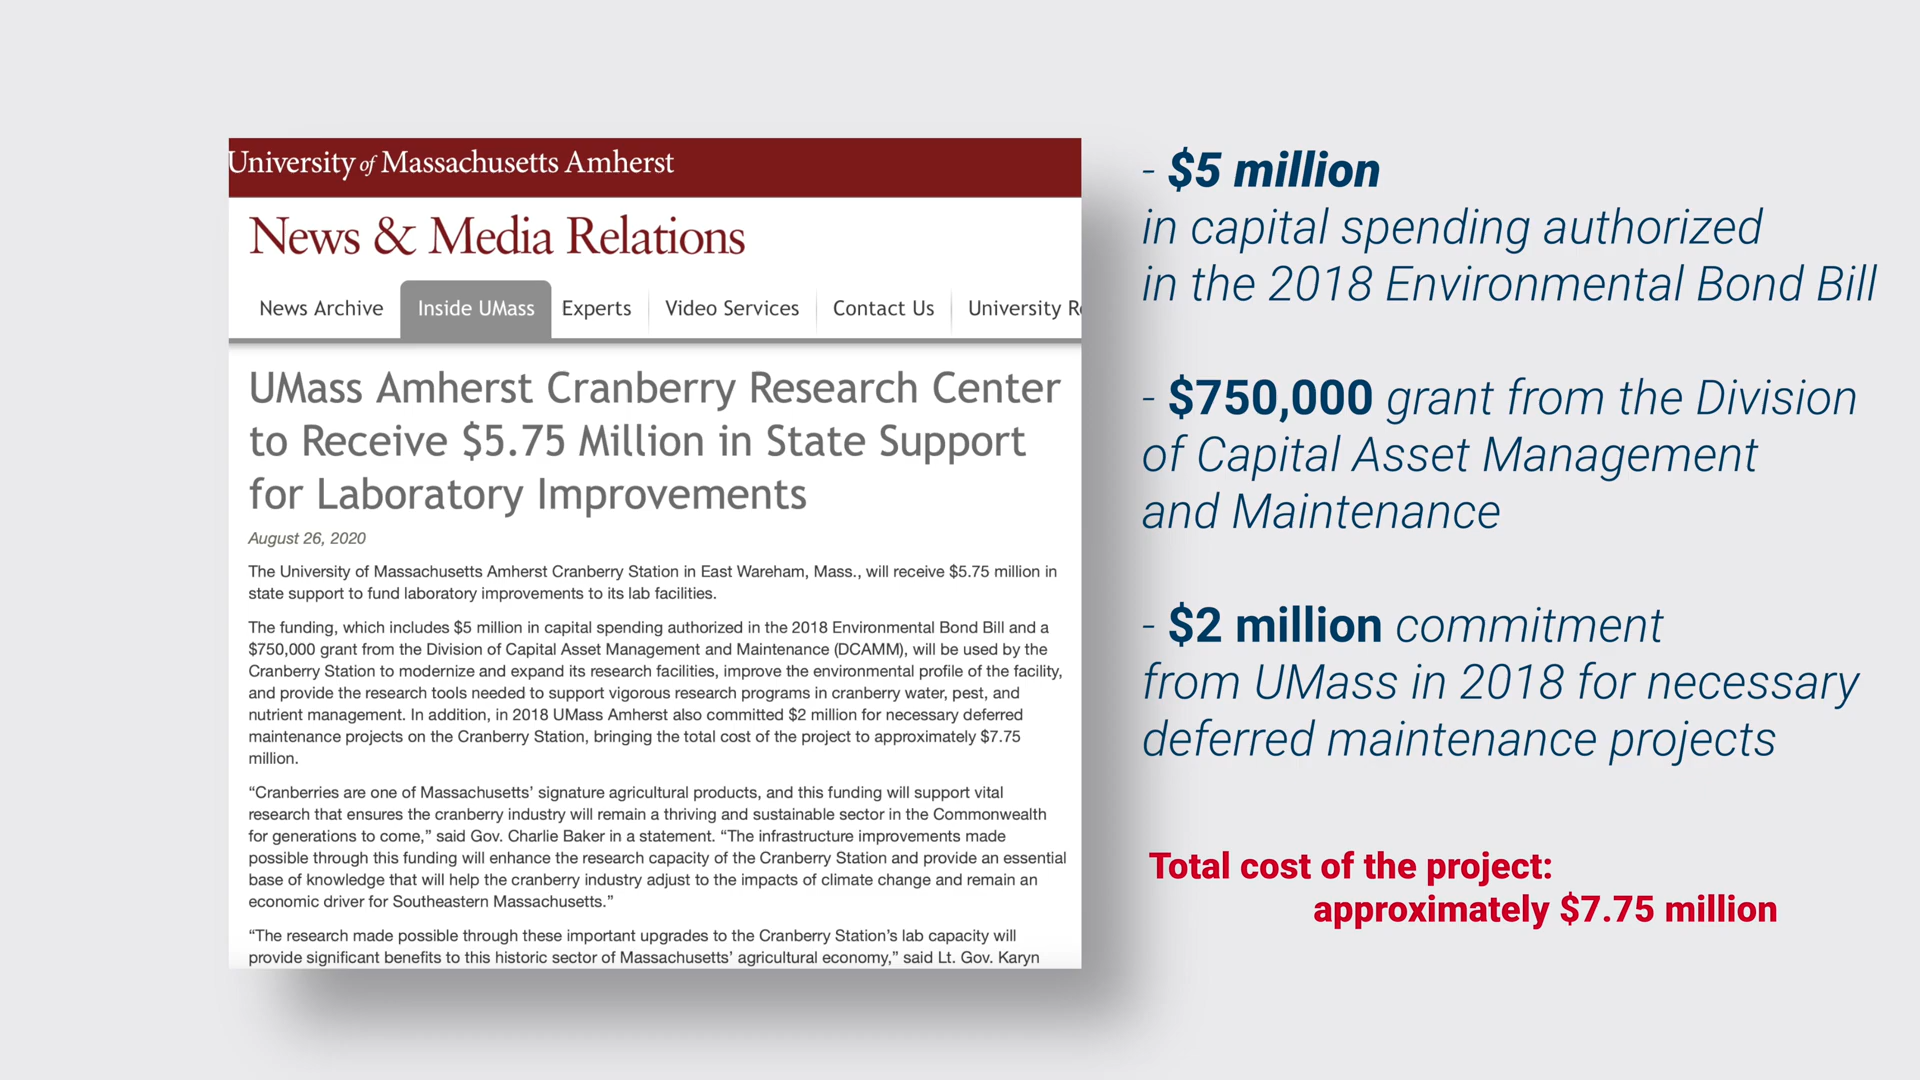 University of Massachusetts Amherst
News & Media Relations
News Archive Inside UMass Experts Video Services Contact Us University
UMass Amherst Cranberry Research Center
to Receive $5.75 Million in State Support
for Laboratory Improvements
August 26, 2020
The University of Massachusetts Amherst Cranberry Station in East Wareham, Mass., will receive $5.75 million in
state support to fund laboratory improvements to its lab facilities.
The funding, which includes $5 million in capital spending authorized in the 2018 Environmental Bond Bill and a
$750,000 grant from the Division of Capital Asset Management and Maintenance (DCAMM), will be used by the
Cranberry Station to modernize and expand its research facilities, improve the environmental profile of the facility,
and provide the research tools needed to support vigorous research programs in cranberry water, pest, and
nutrient management. In addition, in 2018 UMass Amherst also committed $2 million for necessary deferred
maintenance projects on the Cranberry Station, bringing the total cost of the project to approximately $7.75
million.
“Cranberries are one of Massachusetts’ signature agricultural products, and this funding will support vital
research that ensures the cranberry industry will remain a thriving and sustainable sector in the Commonwealth
for generations to come,” said Gov. Charlie Baker in a statement. “The infrastructure improvements made
possible through this funding will enhance the research capacity of the Cranberry Station and provide an essential
base of knowledge that will help the cranberry industry adjust to the impacts of climate change and remain an
economic driver for Southeastern Massachusetts.”
“The research made possible through these important upgrades to the Cranberry Station’s lab capacity will
provide significant benefits to this historic sector of Massachusetts’ agricultural economy,” said Lt. Gov. Karyn
- $5 million
in capital spending authorized
in the 2018 Environmental Bond Bill
- $750,000 grant from the Division
of Capital Asset Management
and Maintenance
- $2 million commitment
from UMass in 2018 for necessary
deferred maintenance projects
Total cost of the project:
approximately $7.75 million